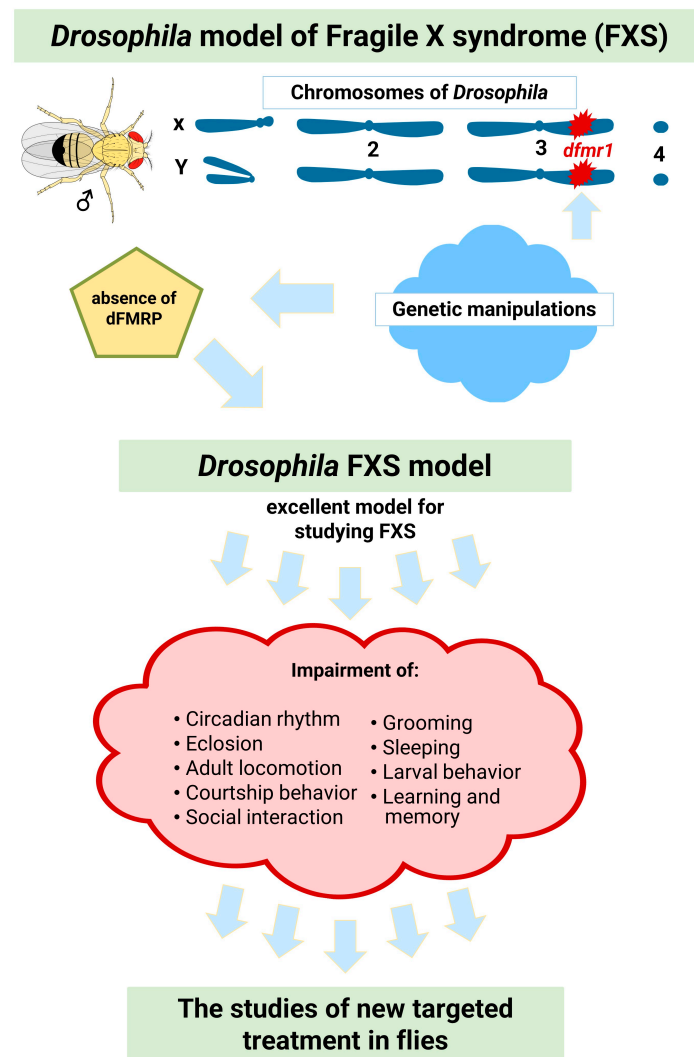 Drosophila model of Fragile X syndrome (FXS)
Chromosomes of Drosophila
X
Y
2
3
dfmr1
4
♂
absence of
dFMRP
Genetic manipulations
Drosophila FXS model
excellent model for
studying FXS
Impairment of:
• Circadian rhythm
• Eclosion
• Adult locomotion
• Courtship behavior
• Social interaction
• Grooming
• Sleeping
• Larval behavior
• Learning and
memory
The studies of new targeted
treatment in flies